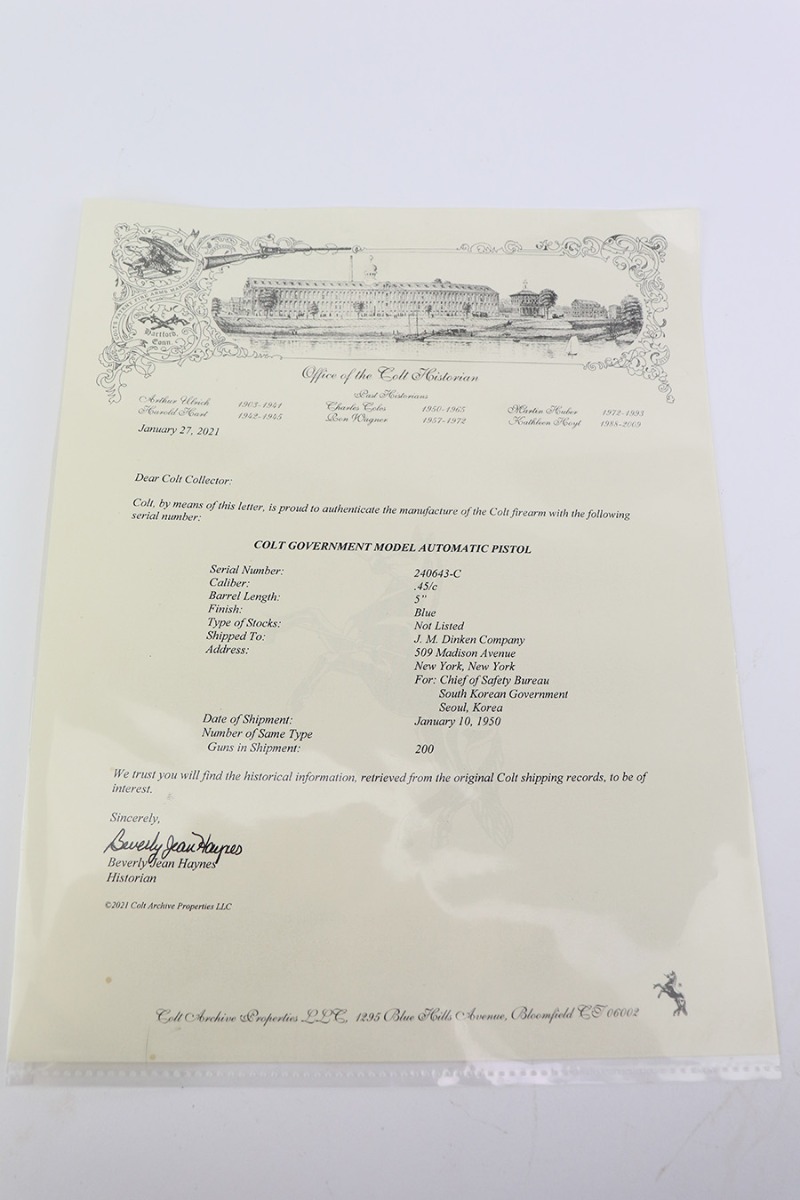 Hartford,
Conn.
Office of the Colt Historian
Past Historians
Arthur Ulrich 1903-1941 Charles Coles 1950-1965 Martin Huber 1972-1993
Harold Hart 1942-1945 Ron Wagner 1957-1972 Kathleen Hoyt 1988-2009
January 27, 2021
Dear Colt Collector:
Colt, by means of this letter, is proud to authenticate the manufacture of the Colt firearm with the following
serial number:
COLT GOVERNMENT MODEL AUTOMATIC PISTOL
Serial Number: 240643-C
Caliber: .45/c
Barrel Length: 5"
Finish: Blue
Type of Stocks: Not Listed
Shipped To: J. M. Dinken Company
Address: 509 Madison Avenue
New York, New York
For: Chief of Safety Bureau
South Korean Government
Seoul, Korea
Date of Shipment: January 10, 1950
Number of Same Type
Guns in Shipment: 200
We trust you will find the historical information, retrieved from the original Colt shipping records, to be of
interest.
Sincerely,
Beverly Jean Haynes
Beverly Jean Haynes
Historian
©2021 Colt Archive Properties LLC
Colt Archive Properties LLC, 1295 Blue Hills Avenue, Bloomfield CT 06002